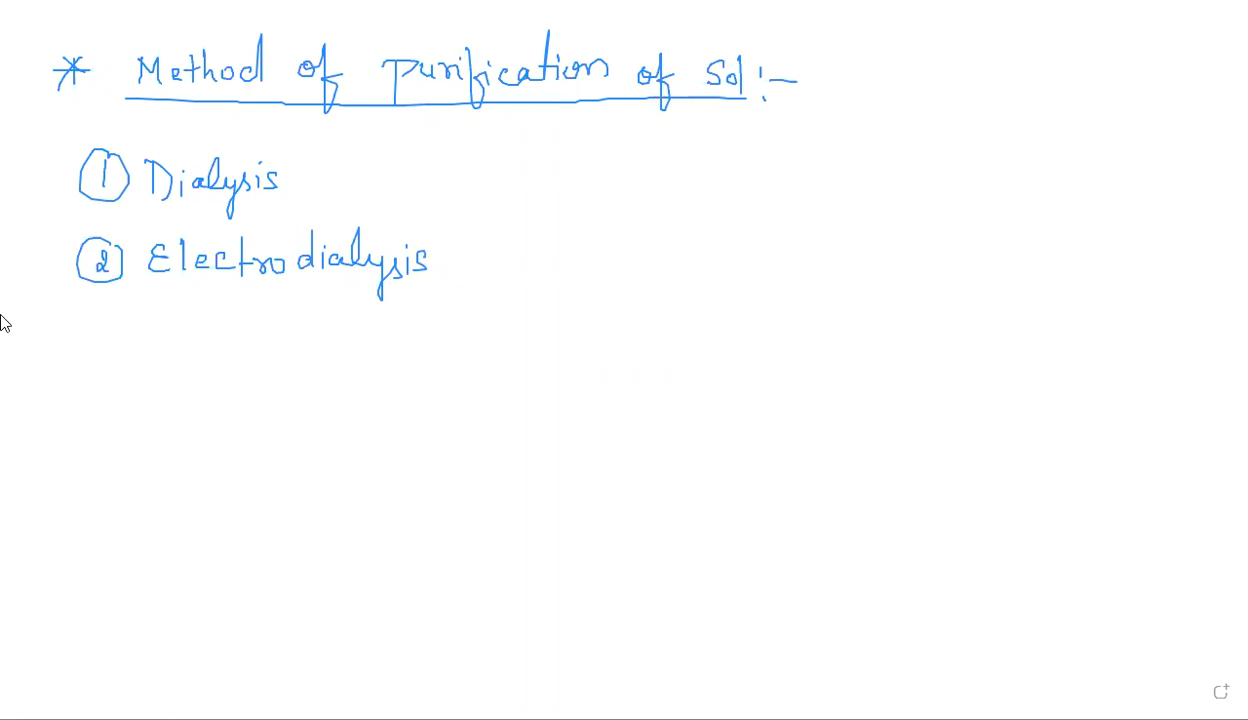 * Method of Purification of Sol :-
① Dialysis
② Electrodialysis